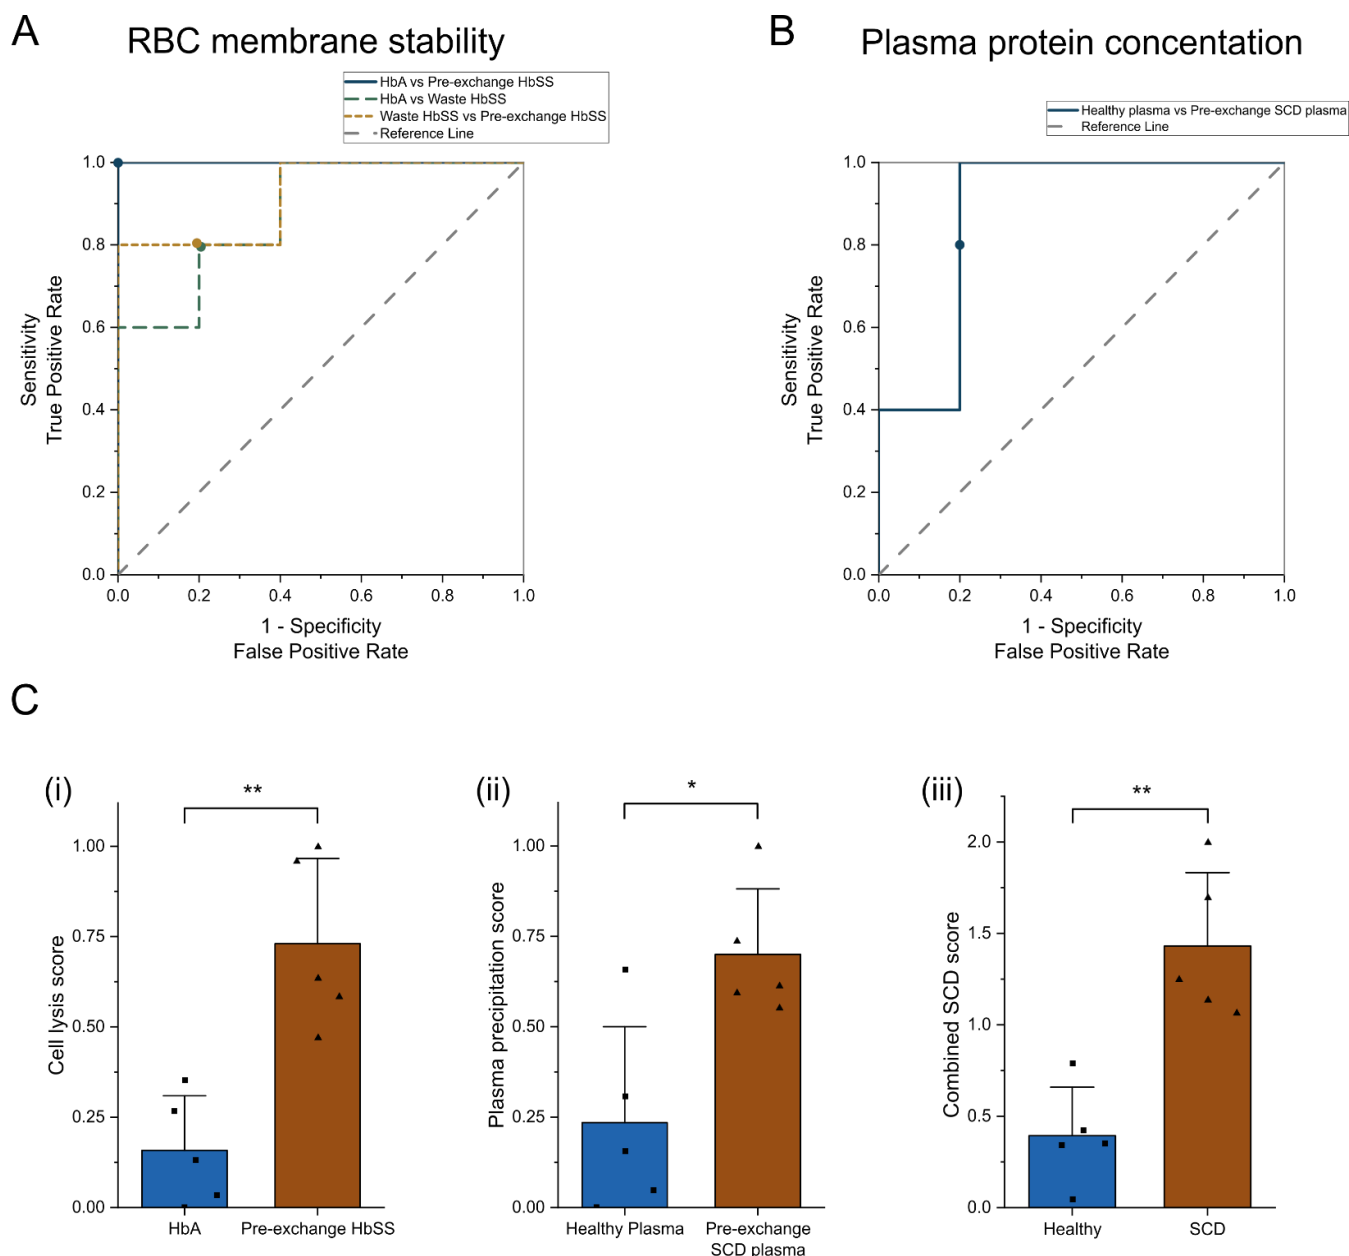 A
RBC membrane stability
HbA vs Pre-exchange HbSS
HbA vs Waste HbSS
Waste HbSS vs Pre-exchange HbSS
Reference Line
1.0
0.8
0.6
0.4
0.2
0.0
Sensitivity
True Positive Rate
0.0 0.2 0.4 0.6 0.8 1.0
1 - Specificity
False Positive Rate
B
Plasma protein concentation
Healthy plasma vs Pre-exchange SCD plasma
Reference Line
1.0
0.8
0.6
0.4
0.2
0.0
Sensitivity
True Positive Rate
0.0 0.2 0.4 0.6 0.8 1.0
1 - Specificity
False Positive Rate
C
(i)
**
1.00
0.75
0.50
0.25
0.00
Cell lysis score
HbA Pre-exchange HbSS
(ii)
*
1.00
0.75
0.50
0.25
0.00
Plasma precipitation score
Healthy Plasma Pre-exchange
SCD plasma
(iii)
**
2.0
1.5
1.0
0.5
0.0
Combined SCD score
Healthy SCD